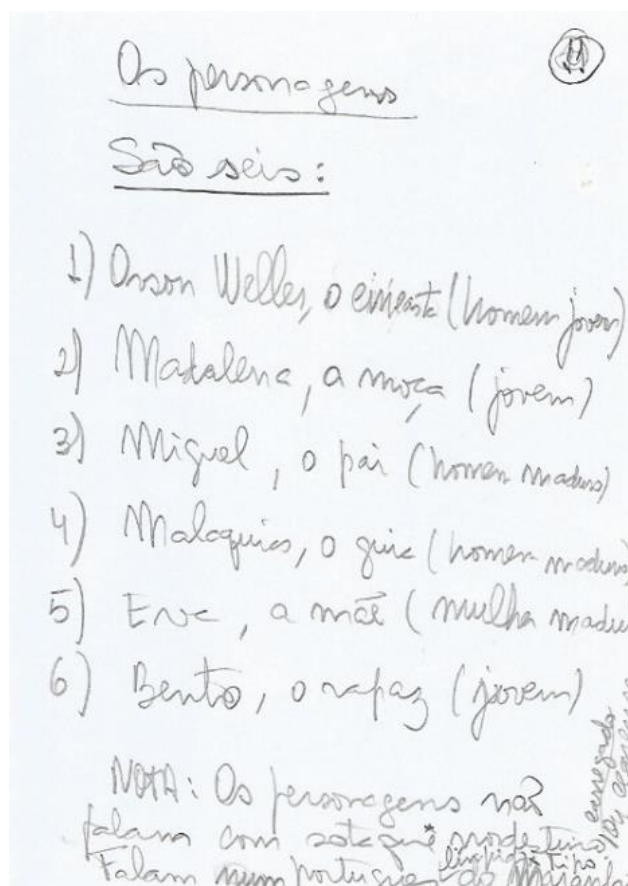 Os personagens
São seis:
1) Orson Welles, o cineasta (homem jovem)
2) Madalena, a moça (jovem)
3) Miguel, o pai (homem maduro)
4) Malaquias, o guia (homem maduro)
5) Eva, a mãe (mulher madu
6) Bento, o rapaz (jovem)
NOTA: Os personagens não
falam com sotaque* nordestino
Falam num português do